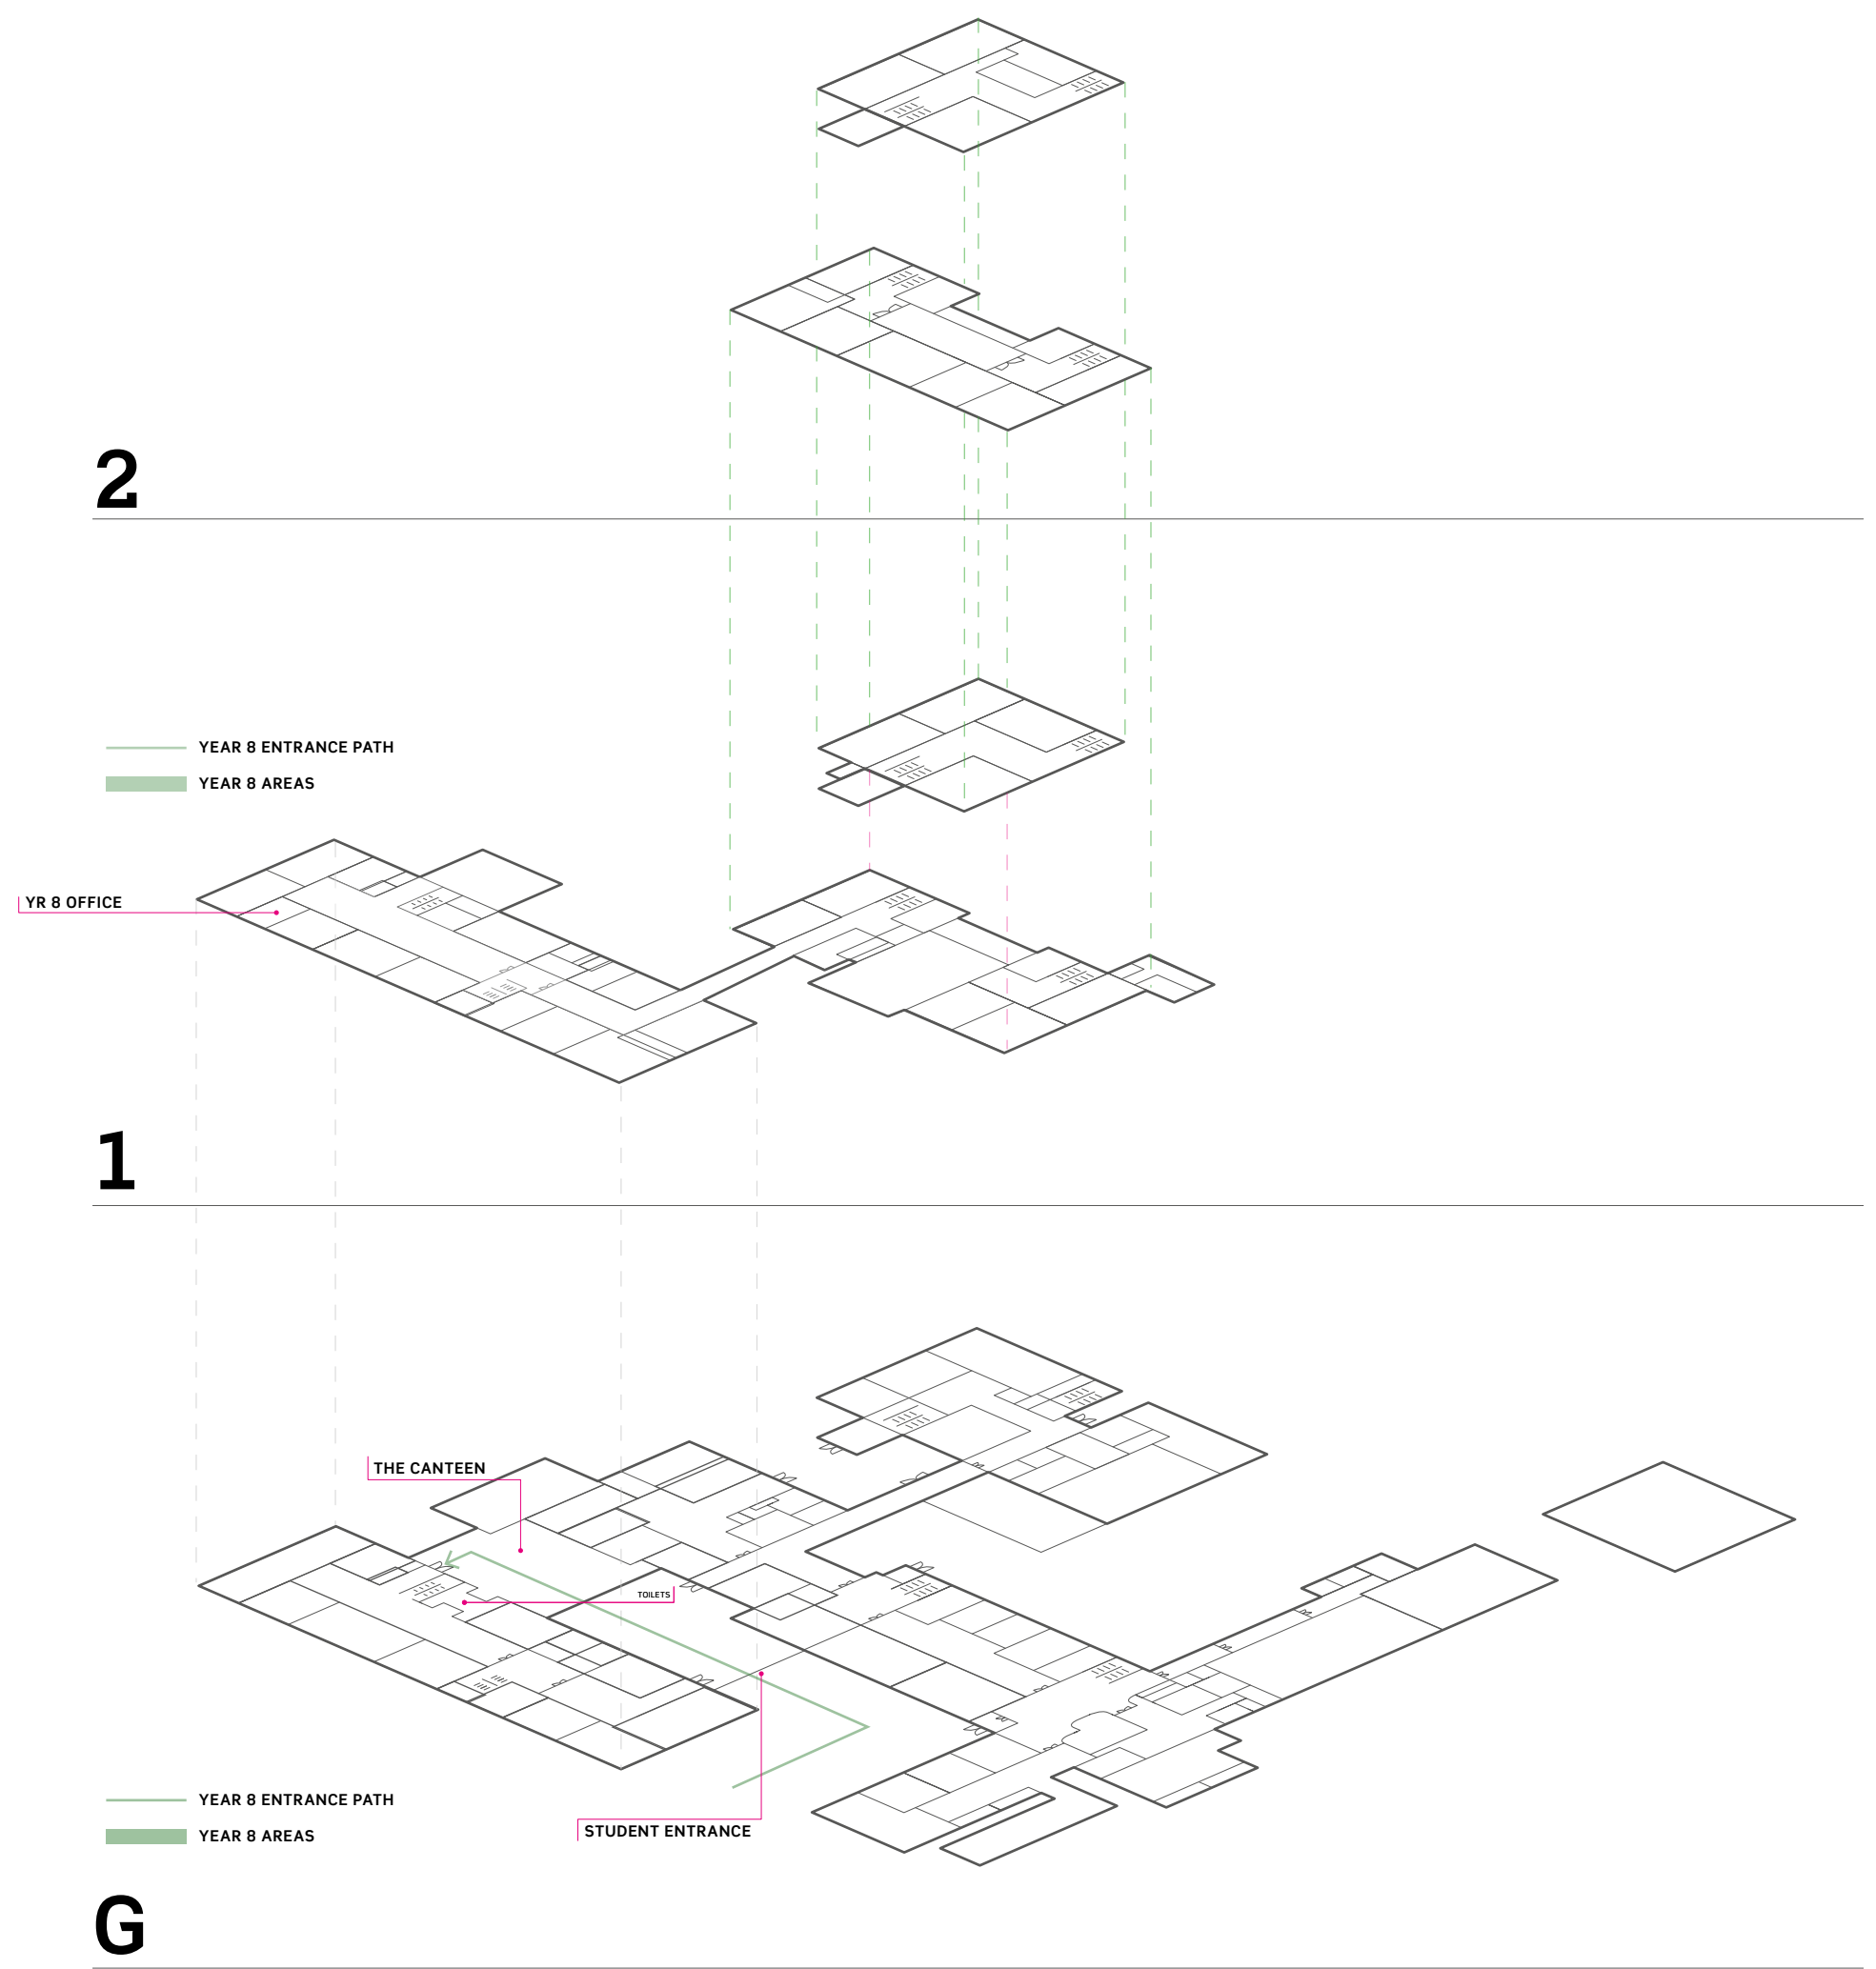 2
YEAR 8 ENTRANCE PATH
YEAR 8 AREAS
YR 8 OFFICE
1
THE CANTEEN
TOILETS
YEAR 8 ENTRANCE PATH
STUDENT ENTRANCE
YEAR 8 AREAS
G